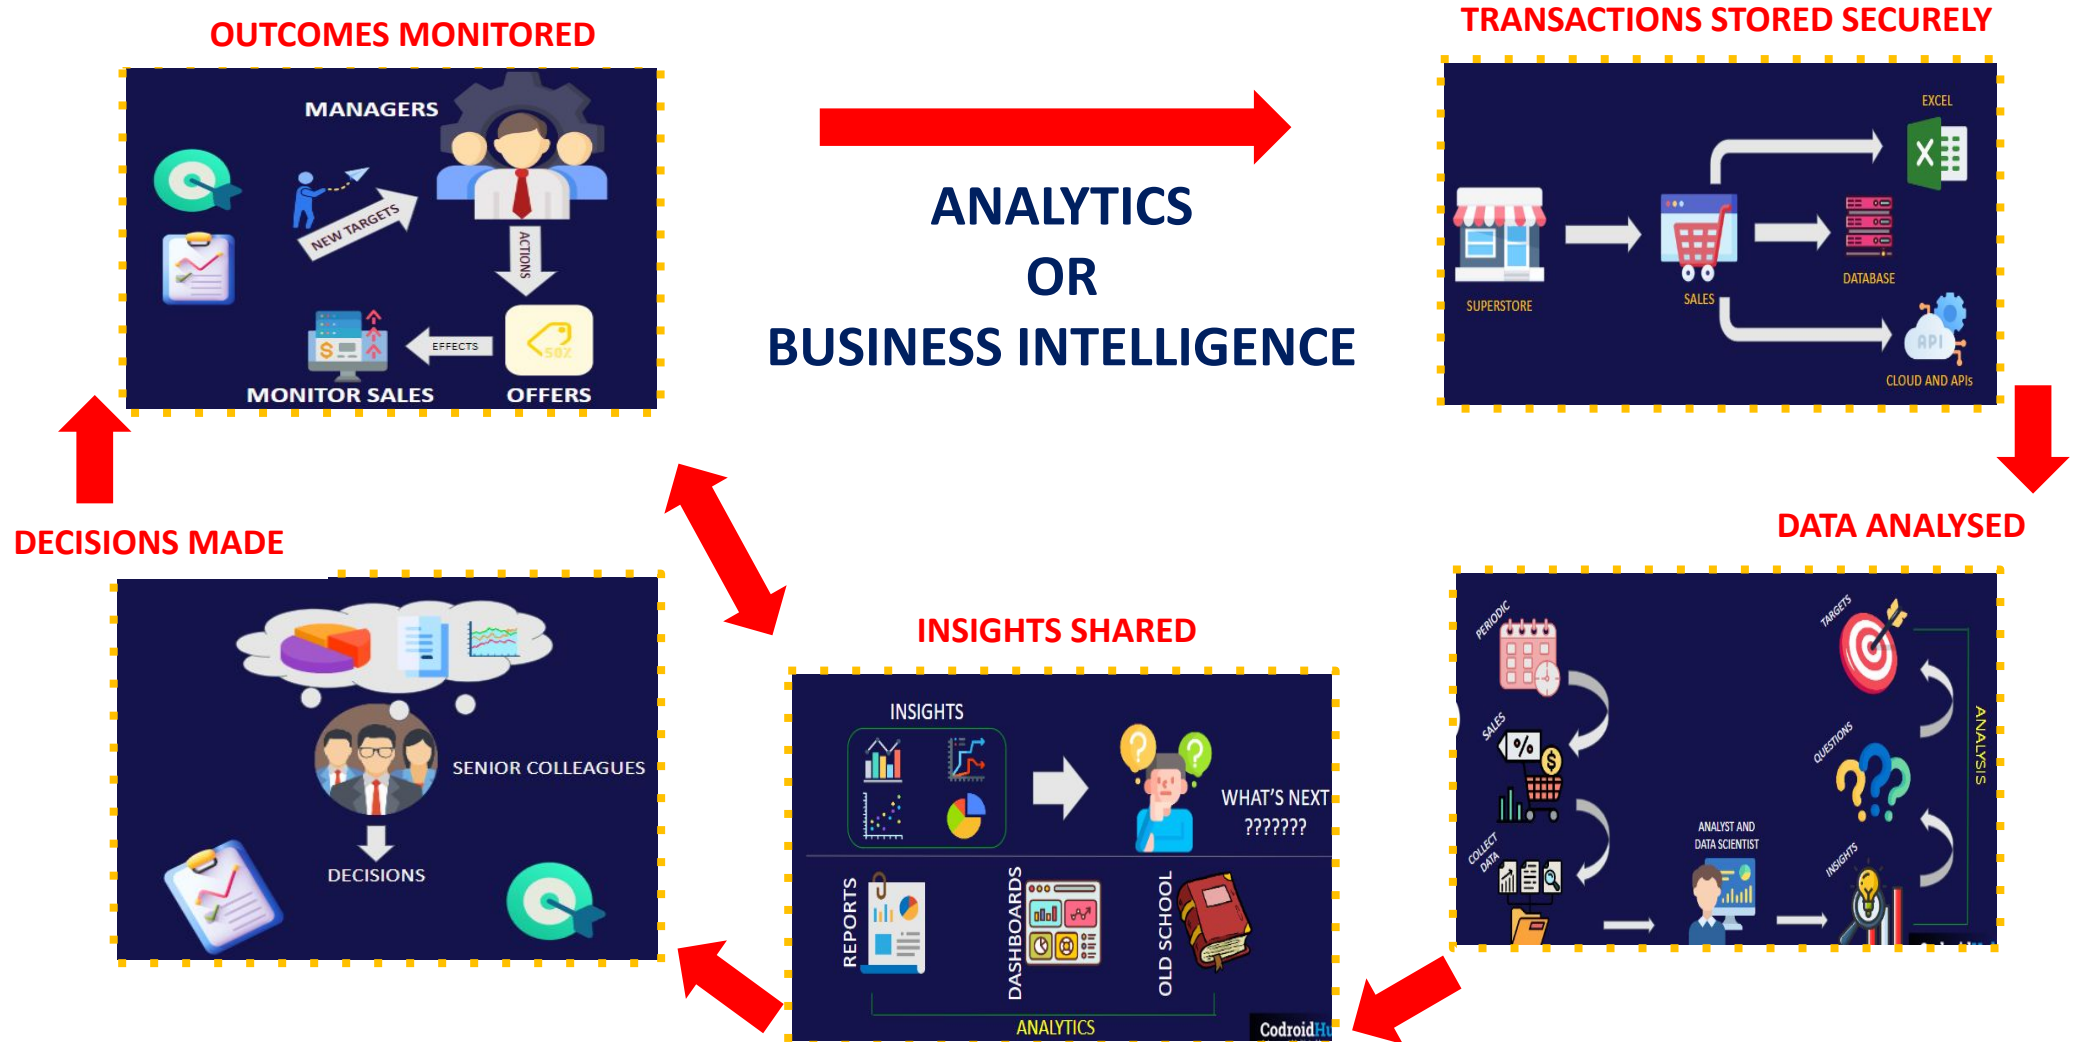 OUTCOMES MONITORED
MANAGERS
NEW TARGETS
ACTIONS
50%
EFFECTS
MONITOR SALES
OFFERS
ANALYTICS
OR
BUSINESS INTELLIGENCE
TRANSACTIONS STORED SECURELY
EXCEL
X
SUPERSTORE
SALES
DATABASE
API
CLOUD AND APIs
DECISIONS MADE
SENIOR COLLEAGUES
DECISIONS
INSIGHTS SHARED
INSIGHTS
WHAT'S NEXT
???????
REPORTS
DASHBOARDS
OLD SCHOOL
ANALYTICS
DATA ANALYSED
PERIODIC
SALES
%
$
COLLECT
DATA
ANALYST AND
DATA SCIENTIST
INSIGHTS
QUESTIONS
TARGETS
ANALYSIS